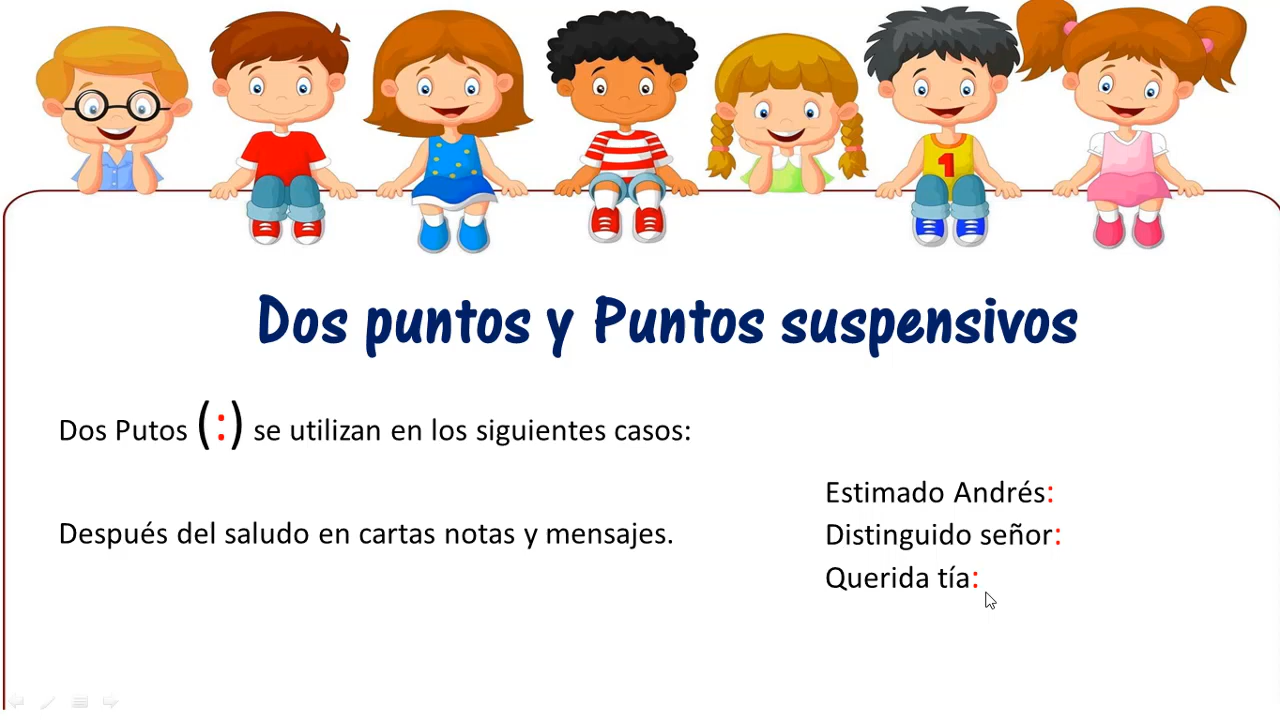 1
Dos puntos y Puntos suspensivos
Dos Putos (:) se utilizan en los siguientes casos:
Después del saludo en cartas notas y mensajes.
Estimado Andrés:
Distinguido señor:
Querida tía: